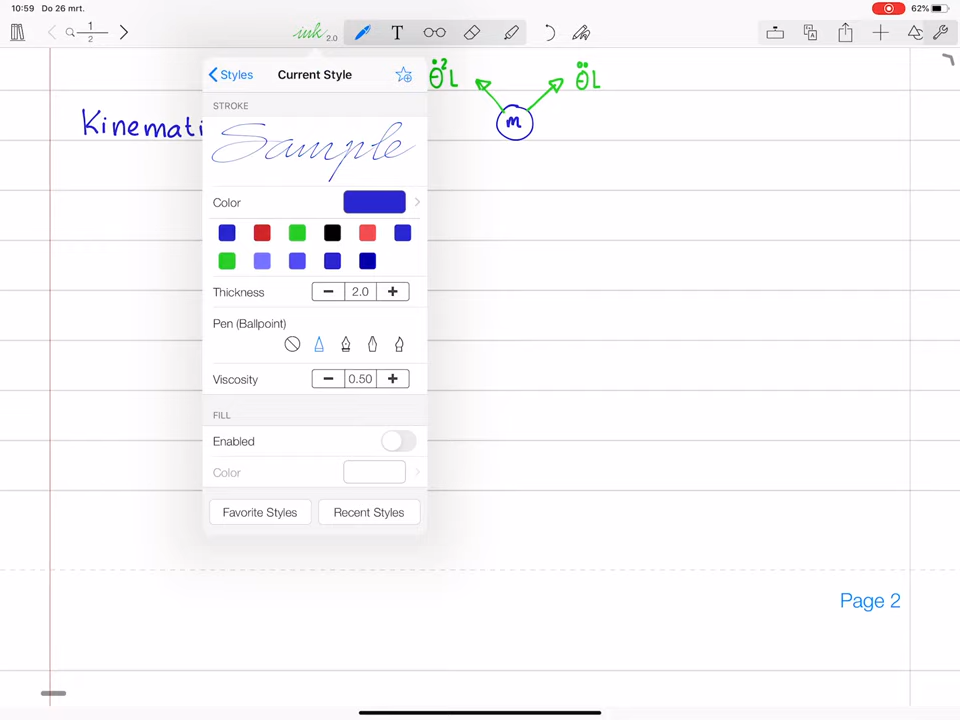 10:59 Do 26 mrt. 62%
1
2
ink 2.0 T
Styles Current Style
θ̇²L θ̈L
STROKE
Kinemati m
Sample
Color
Thickness − 2.0 +
Pen (Ballpoint)
Viscosity − 0.50 +
FILL
Enabled
Color
Favorite Styles Recent Styles
Page 2